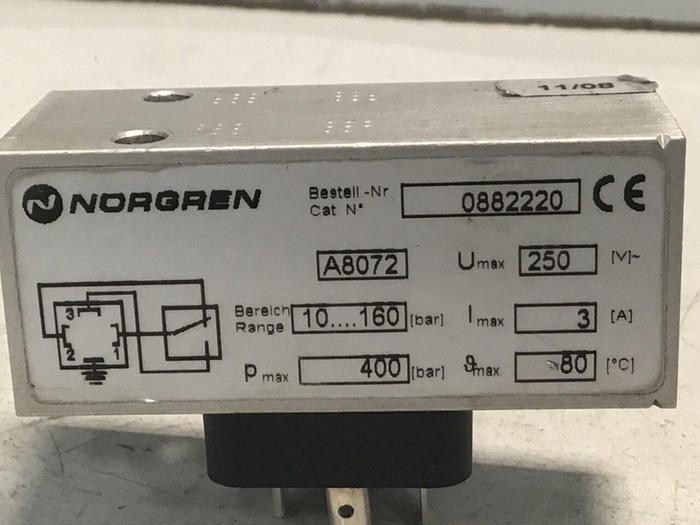 11/08
NORGREN
Bestell-Nr
Cat N° 0882220 CE
A8072 Umax 250 [V]~
Bereich
Range 10....160 [bar] Imax 3 [A]
pmax 400 [bar] ϑmax 80 [°C]
3
2 1